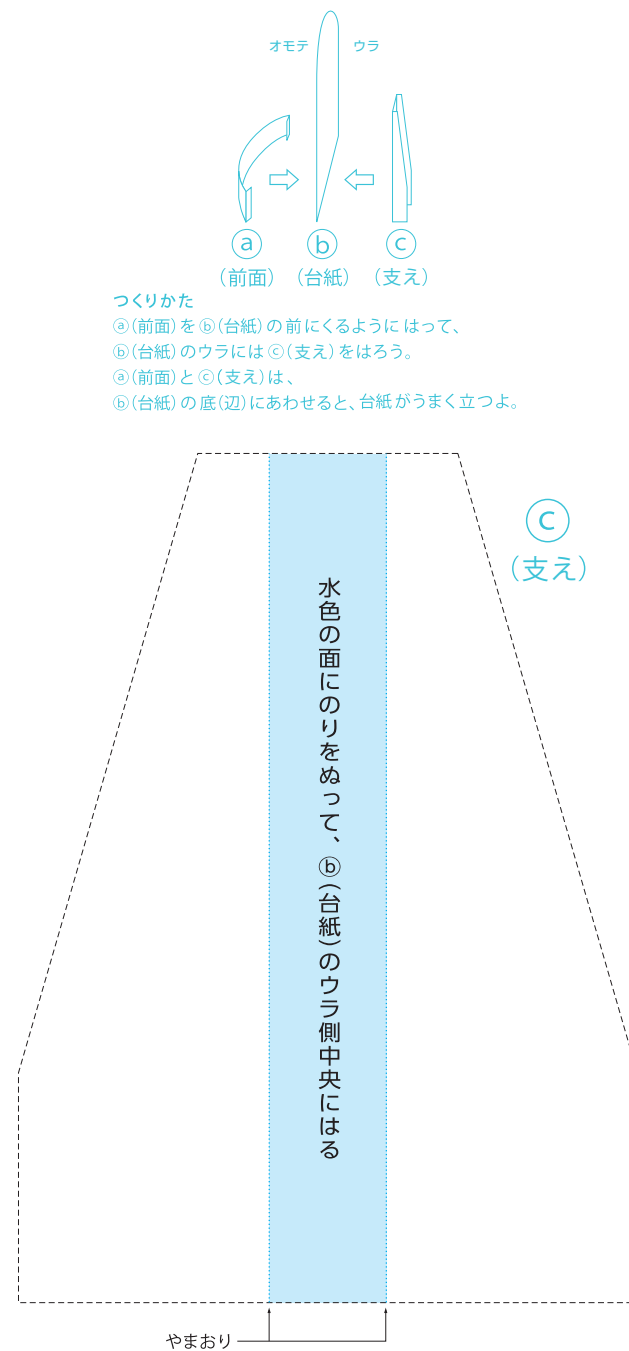 オモテ ウラ
ⓐ ⓑ ⓒ
（前面） （台紙） （支え）
つくりかた
ⓐ（前面）をⓑ（台紙）の前にくるようにはって、
ⓑ（台紙）のウラにはⓒ（支え）をはろう。
ⓐ（前面）とⓒ（支え）は、
ⓑ（台紙）の底（辺）にあわせると、台紙がうまく立つよ。
ⓒ
（支え）
水色の面にのりをぬって、ⓑ（台紙）のウラ側中央にはる
やまおり